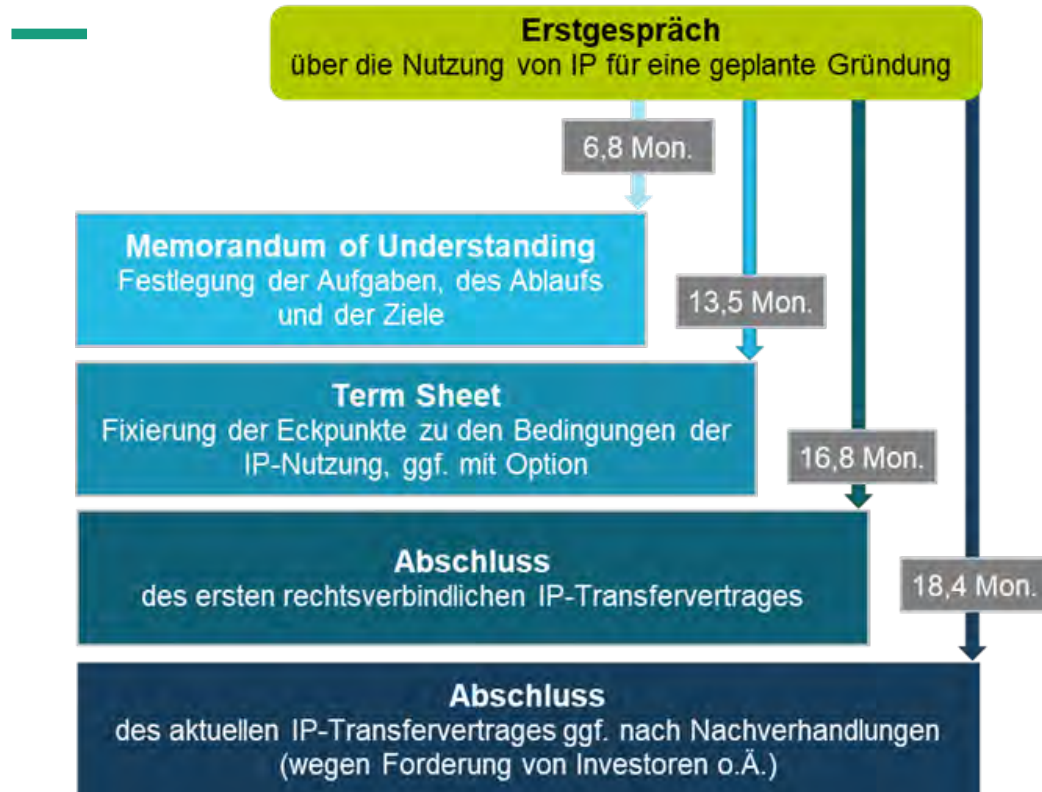 Erstgespräch
über die Nutzung von IP für eine geplante Gründung
6,8 Mon.
Memorandum of Understanding
Festlegung der Aufgaben, des Ablaufs
und der Ziele
13,5 Mon.
Term Sheet
Fixierung der Eckpunkte zu den Bedingungen der
IP-Nutzung, ggf. mit Option
16,8 Mon.
Abschluss
des ersten rechtsverbindlichen IP-Transfervertrages
18,4 Mon.
Abschluss
des aktuellen IP-Transfervertrages ggf. nach Nachverhandlungen
(wegen Forderung von Investoren o.Ä.)